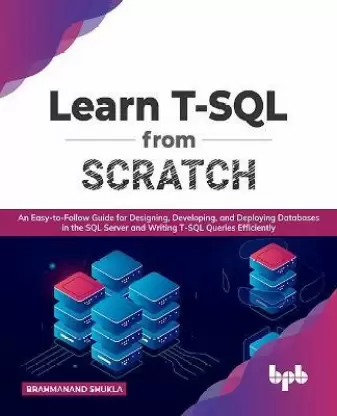 Learn T-SQL
from
SCRATCH
An Easy-to-Follow Guide for Designing, Developing, and Deploying Databases
in the SQL Server and Writing T-SQL Queries Efficiently
BRAHMANAND SHUKLA
bpb